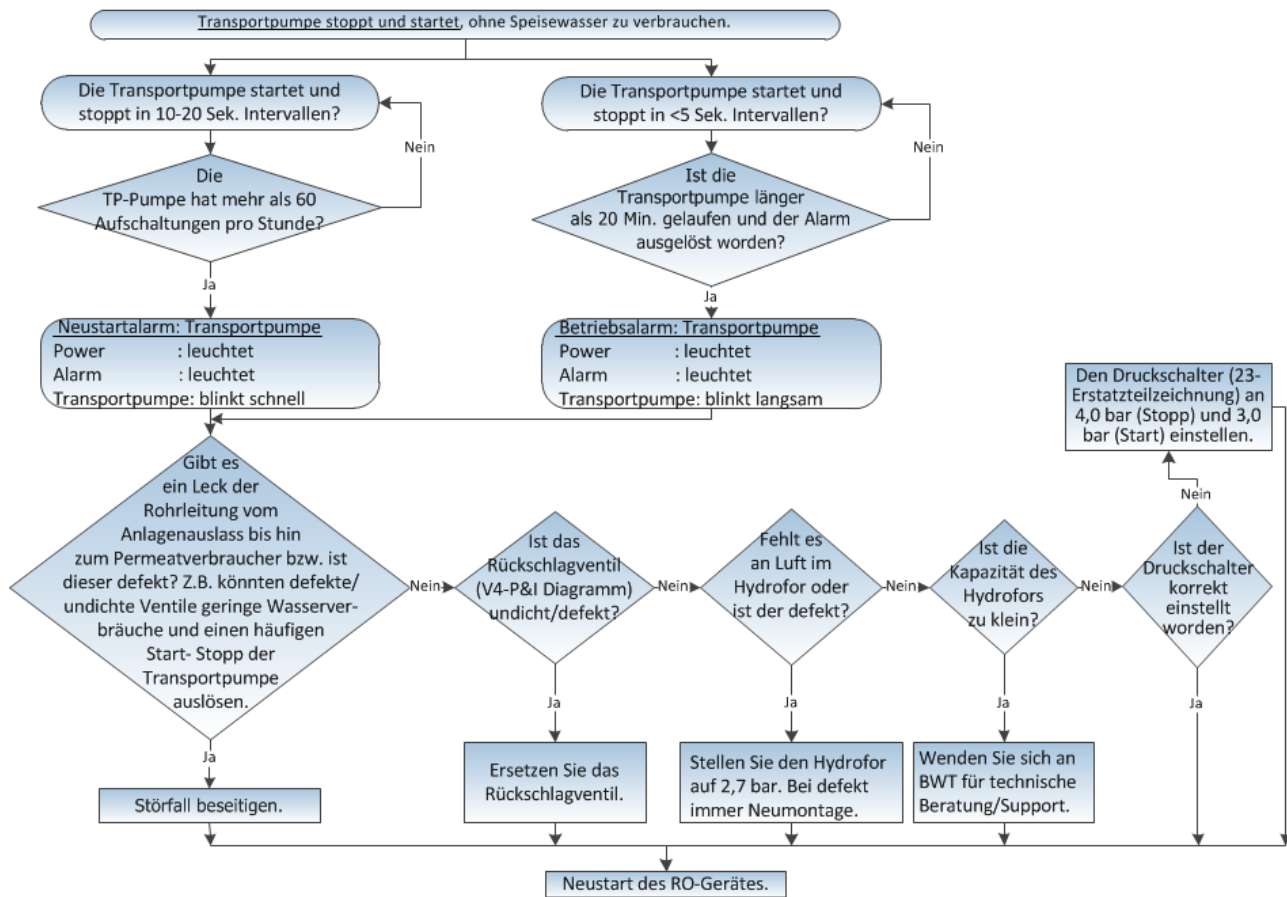 Transportpumpe stoppt und startet, ohne Speisewasser zu verbrauchen.
Die Transportpumpe startet und
stoppt in 10-20 Sek. Intervallen?
Die Transportpumpe startet und
stoppt in <5 Sek. Intervallen?
Nein
Nein
Die
TP-Pumpe hat mehr als 60
Aufschaltungen pro Stunde?
Ist die
Transportpumpe länger
als 20 Min. gelaufen und der Alarm
ausgelöst worden?
Ja
Ja
Neustartalarm: Transportpumpe
Power : leuchtet
Alarm : leuchtet
Transportpumpe: blinkt schnell
Betriebsalarm: Transportpumpe
Power : leuchtet
Alarm : leuchtet
Transportpumpe: blinkt langsam
Den Druckschalter (23-
Erstatzteilzeichnung) an
4,0 bar (Stopp) und 3,0
bar (Start) einstellen.
Nein
Gibt es
ein Leck der
Rohrleitung vom
Anlagenauslass bis hin
zum Permeatverbraucher bzw. ist
dieser defekt? Z.B. könnten defekte/
undichte Ventile geringe Wasserver-
bräuche und einen häufigen
Start- Stopp der
Transportpumpe
auslösen.
Nein
Ist das
Rückschlagventil
(V4-P&I Diagramm)
undicht/defekt?
Nein
Fehlt es
an Luft im
Hydrofor oder
ist der defekt?
Nein
Ist die
Kapazität des
Hydrofors
zu klein?
Nein
Ist der
Druckschalter
korrekt
einstellt
worden?
Ja
Ja
Ja
Ja
Ja
Störfall beseitigen.
Ersetzen Sie das
Rückschlagventil.
Stellen Sie den Hydrofor
auf 2,7 bar. Bei defekt
immer Neumontage.
Wenden Sie sich an
BWT für technische
Beratung/Support.
Neustart des RO-Gerätes.